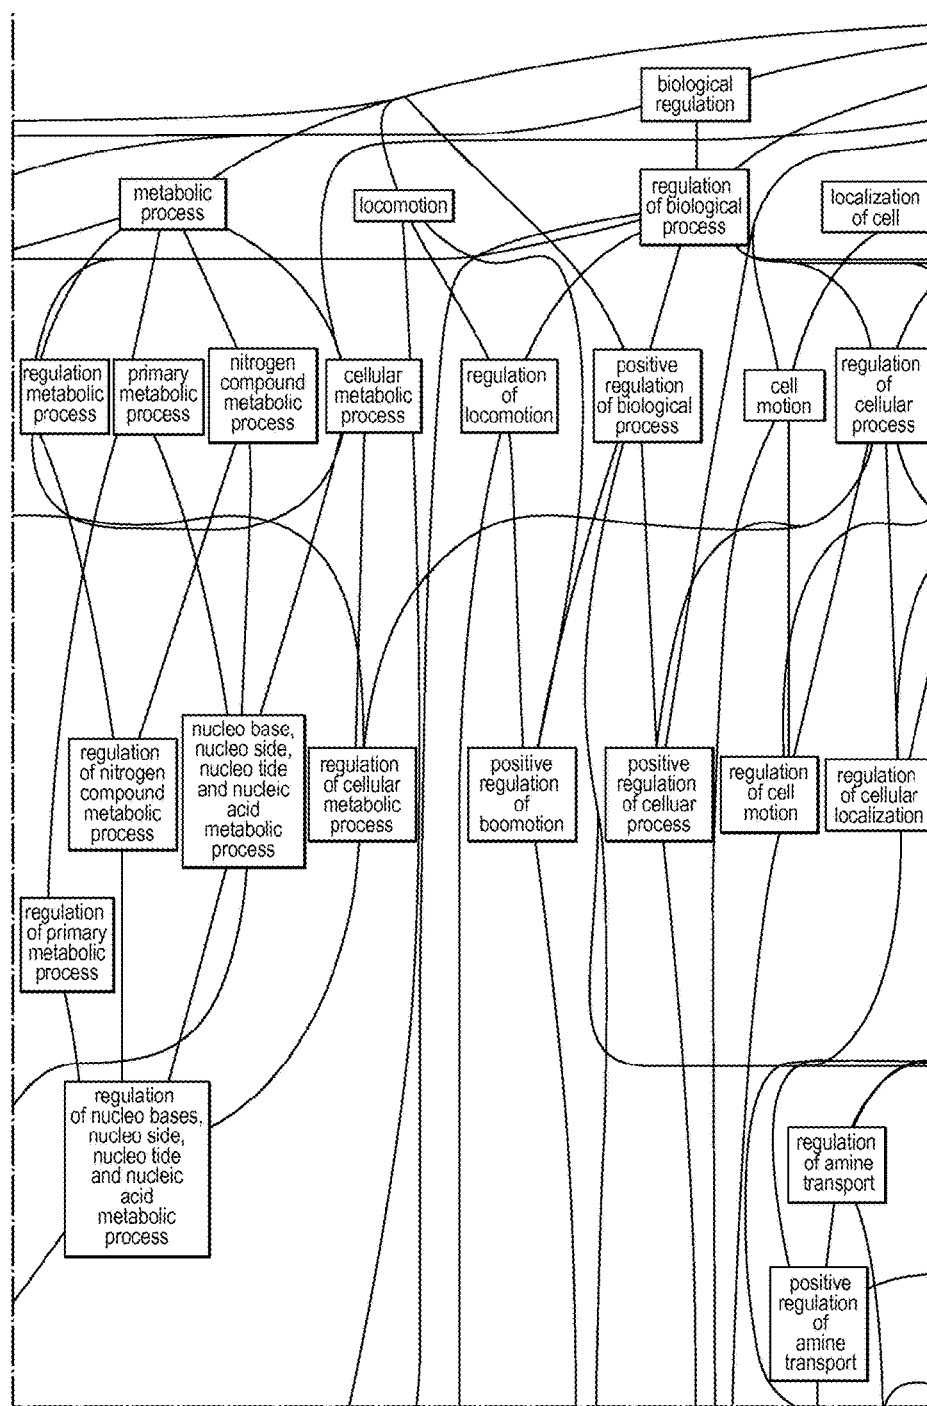 biological
regulation
metabolic
process
locomotion
regulation
of biological
process
localization
of cell
regulation
metabolic
process
primary
metabolic
process
nitrogen
compound
metabolic
process
cellular
metabolic
process
regulation
of
locomotion
positive
regulation
of biological
process
cell
motion
regulation
of
cellular
process
regulation
of nitrogen
compound
metabolic
process
nucleo base,
nucleo side,
nucleo tide
and nucleic
acid
metabolic
process
regulation
of cellular
metabolic
process
positive
regulation
of
boomotion
positive
regulation
of celluar
process
regulation
of cell
motion
regulation
of cellular
localization
regulation
of primary
metabolic
process
regulation
of nucleo bases,
nucleo side,
nucleo tide
and nucleic
acid
metabolic
process
regulation
of amine
transport
positive
regulation
of
amine
transport